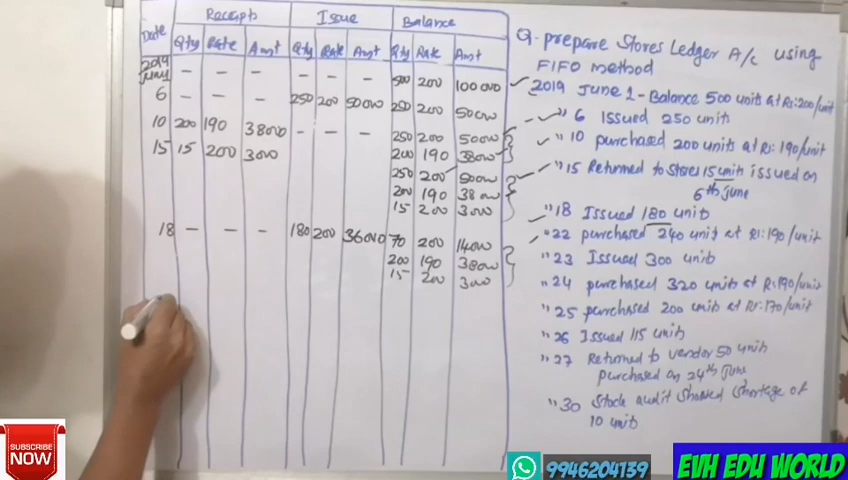 Date Receipts Issue Balance
Qty Rate Amt Qty Rate Amt Qty Rate Amt
2019 June 1 - - - - - - 500 200 100000
6 - - - 250 200 50000 250 200 50000
10 200 190 38000 - - - 250 200 50000
200 190 38000
15 15 200 3000 250 200 50000
200 190 38000
15 200 3000
18 - - - 180 200 36000 70 200 14000
200 190 38000
15 200 3000
Q. prepare Stores Ledger A/c using
FIFO method
2019 June 1 - Balance 500 units at Rs:200/unit
" 6 Issued 250 units
" 10 purchased 200 units at Rs: 190/unit
" 15 Returned to Stores 15 units issued on
6th June
" 18 Issued 180 units
" 22 purchased 240 units at Rs:190/unit
" 23 Issued 300 units
" 24 purchased 320 units at Rs:190/unit
" 25 purchased 200 units at Rs:170/unit
" 26 Issued 115 units
" 27 Returned to vendor 50 units
purchased on 24th June
" 30 Stock audit showed shortage of
10 units
SUBSCRIBE
NOW
9946204139
EVH EDU WORLD